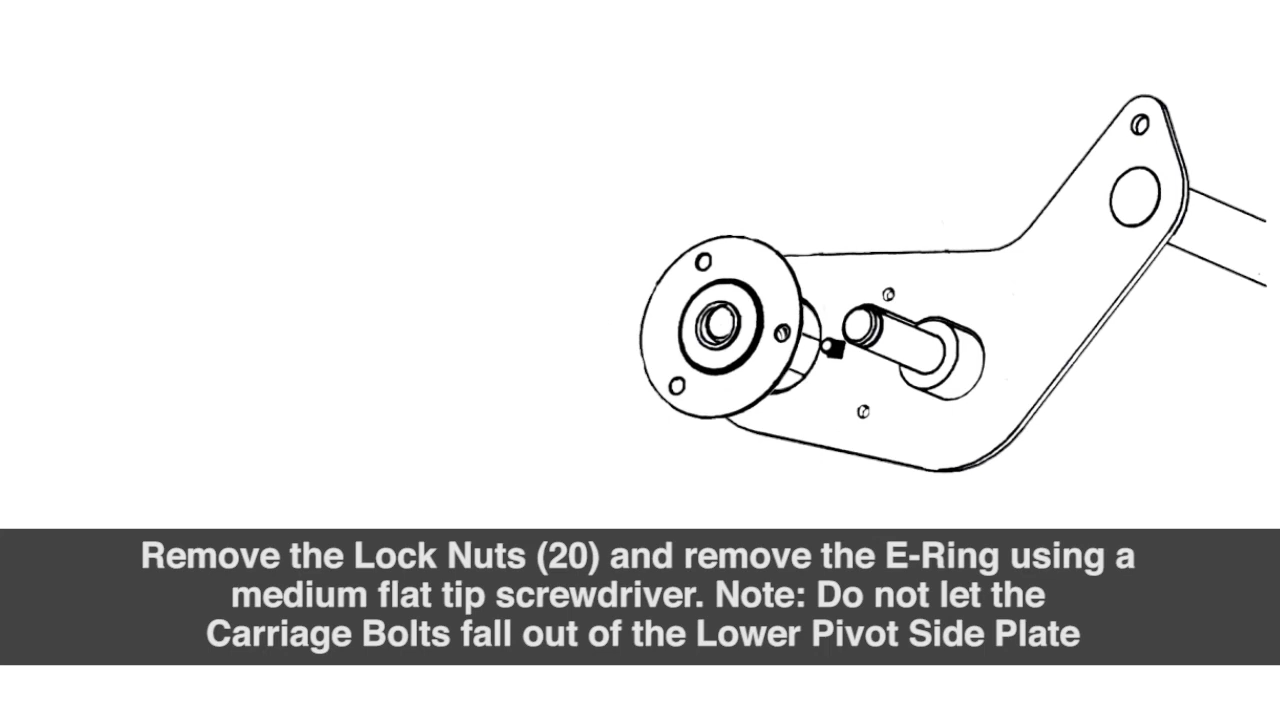 Remove the Lock Nuts (20) and remove the E-Ring using a
medium flat tip screwdriver. Note: Do not let the
Carriage Bolts fall out of the Lower Pivot Side Plate